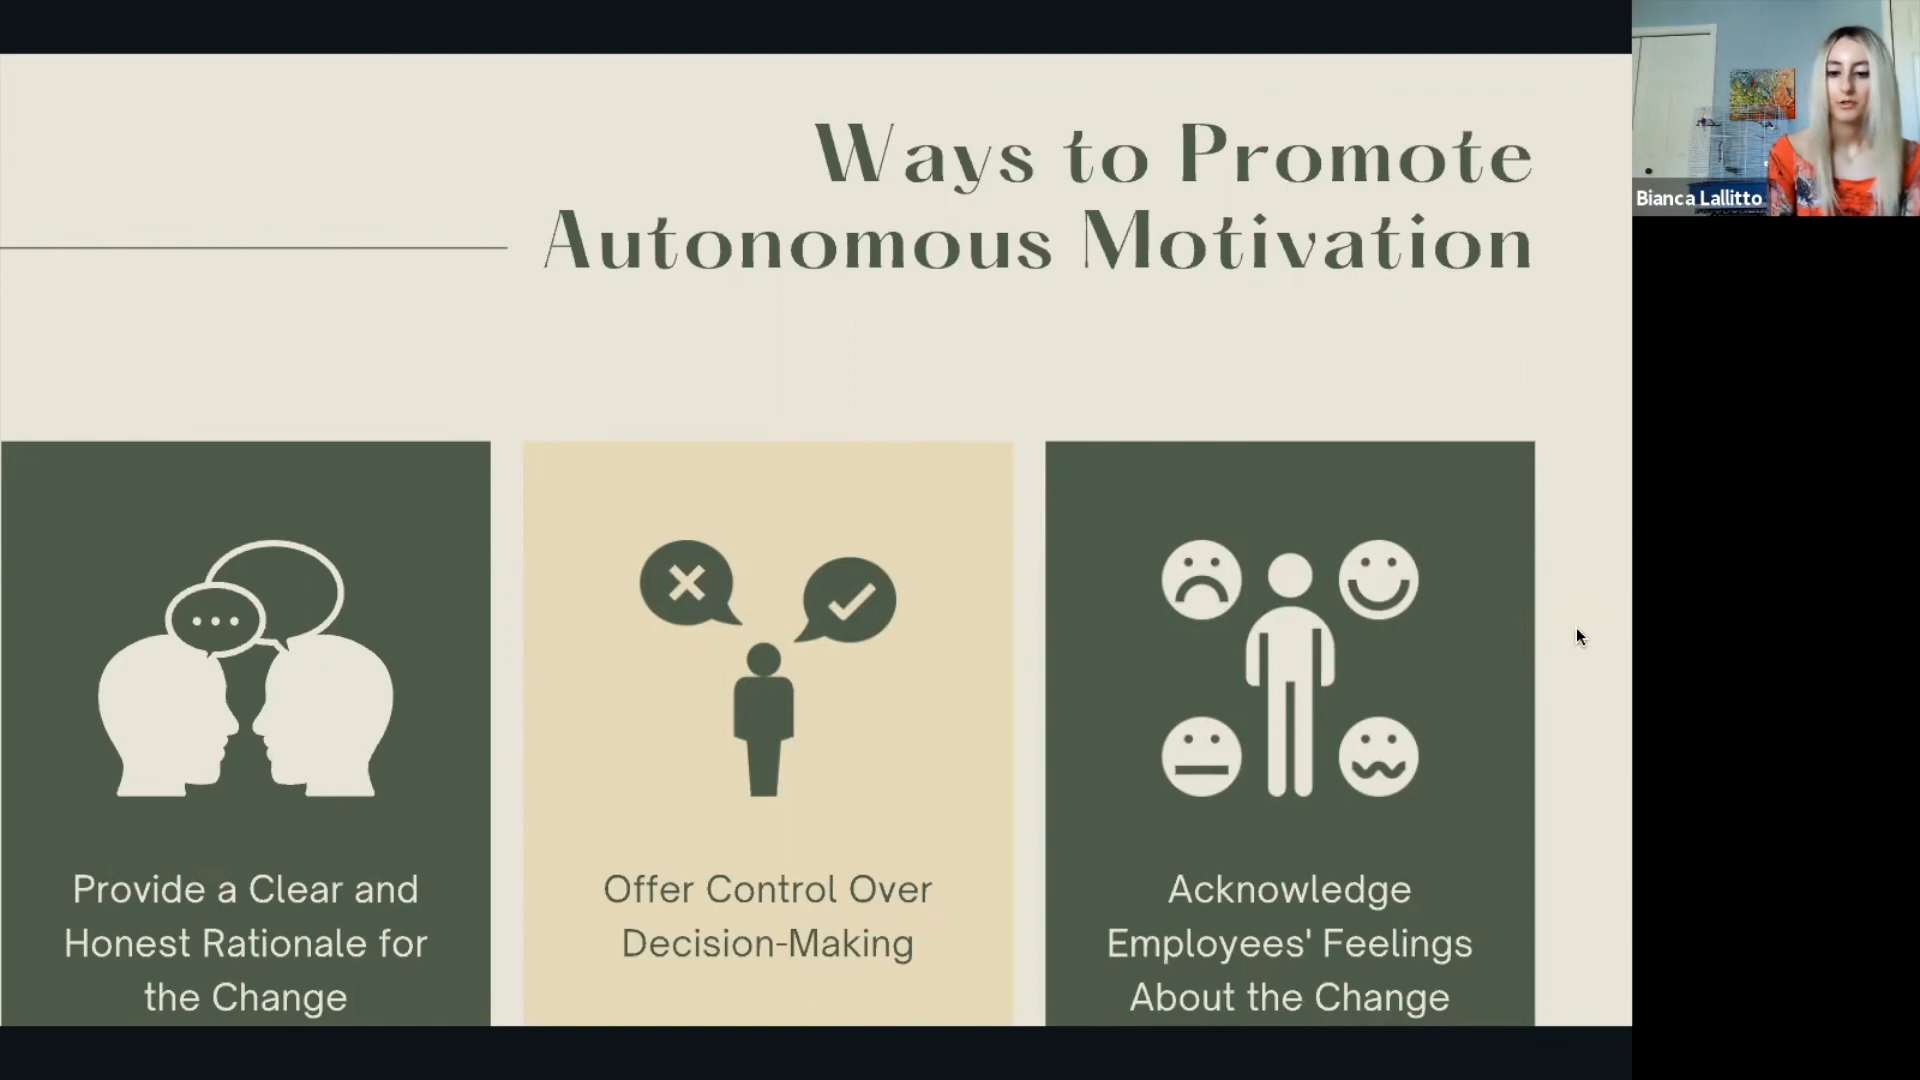 Ways to Promote
Autonomous Motivation
Provide a Clear and
Honest Rationale for
the Change
Offer Control Over
Decision-Making
Acknowledge
Employees' Feelings
About the Change
Bianca Lallitto